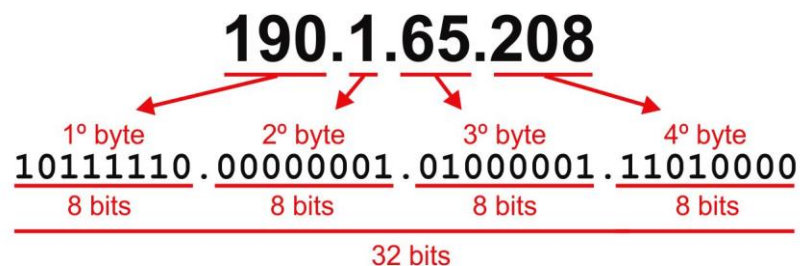 190.1.65.208
1º byte 2º byte 3º byte 4º byte
10111110.00000001.01000001.11010000
8 bits 8 bits 8 bits 8 bits
32 bits